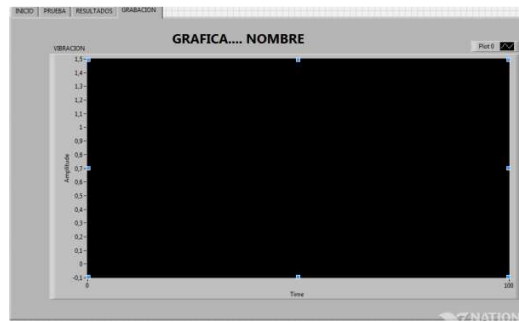 INICIO PRUEBA RESULTADOS GRABACION
GRAFICA.... NOMBRE
VIBRACION
Plot 0
1,5
1,4
1,3
1,2
1,1
1
0,9
0,8
0,7
0,6
0,5
0,4
0,3
0,2
0,1
0
-0,1
Amplitude
0
100
Time
NATION